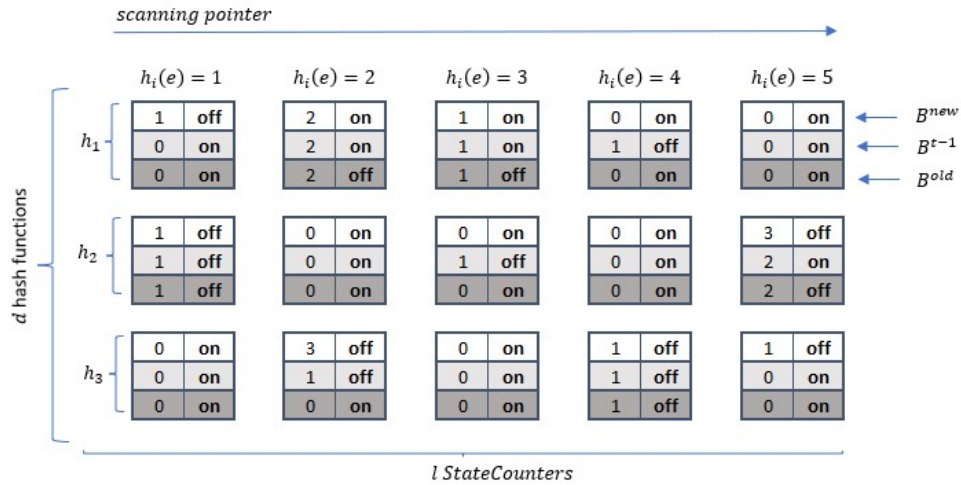 scanning pointer
h_i(e) = 1 h_i(e) = 2 h_i(e) = 3 h_i(e) = 4 h_i(e) = 5
1 off 2 on 1 on 0 on 0 on B^new
h_1 0 on 2 on 1 on 1 off 0 on B^t−1
0 on 2 off 1 off 0 on 0 on B^old
1 off 0 on 0 on 0 on 3 off
h_2 1 off 0 on 1 off 0 on 2 on
1 off 0 on 0 on 0 on 2 off
0 on 3 off 0 on 1 off 1 off
h_3 0 on 1 off 0 on 1 off 0 on
0 on 0 on 0 on 1 off 0 on
d hash functions
l StateCounters